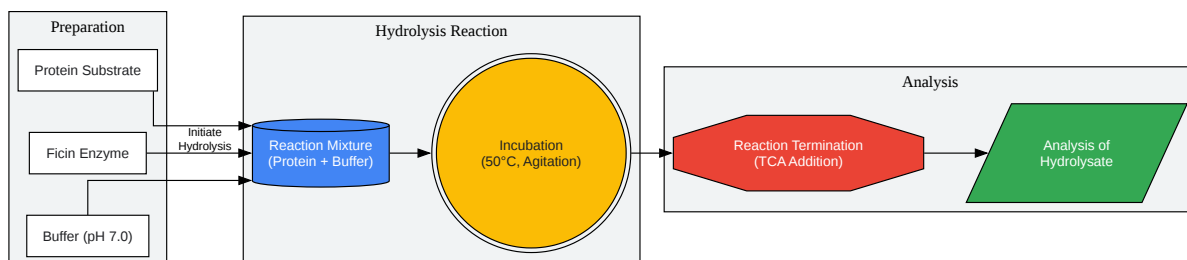 Preparation
Protein Substrate
Ficin Enzyme
Buffer (pH 7.0)
Initiate
Hydrolysis
Hydrolysis Reaction
Reaction Mixture
(Protein + Buffer)
Incubation
(50°C, Agitation)
Analysis
Reaction Termination
(TCA Addition)
Analysis of
Hydrolysate